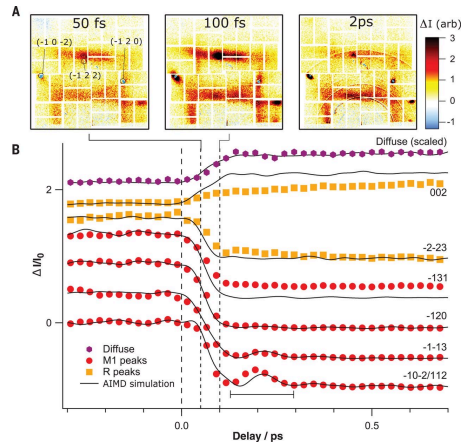 A
50 fs
100 fs
2ps
ΔI (arb)
(-1 0 -2)
(-1 2 0)
(-1 2 2)
3
2
1
0
-1
B
Diffuse (scaled)
002
-2-23
-131
-120
-1-13
-10-2/112
Δ I/I₀
2
0
Diffuse
M1 peaks
R peaks
AIMD simulation
0.0
0.5
Delay / ps